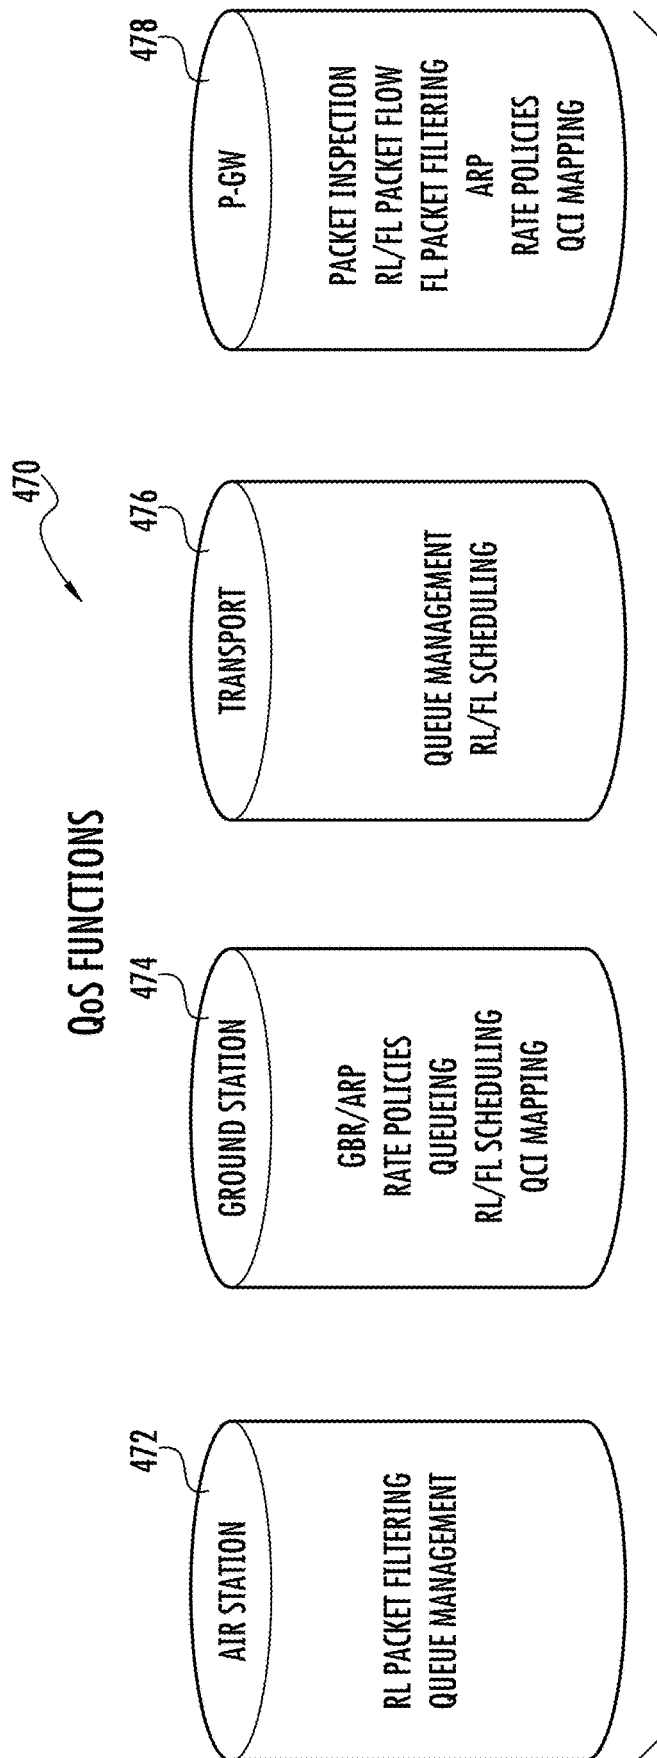 QoS FUNCTIONS
470
472
AIR STATION
RL PACKET FILTERING
QUEUE MANAGEMENT
474
GROUND STATION
GBR/ARP
RATE POLICIES
QUEUEING
RL/FL SCHEDULING
QCI MAPPING
476
TRANSPORT
QUEUE MANAGEMENT
RL/FL SCHEDULING
478
P-GW
PACKET INSPECTION
RL/FL PACKET FLOW
FL PACKET FILTERING
ARP
RATE POLICIES
QCI MAPPING